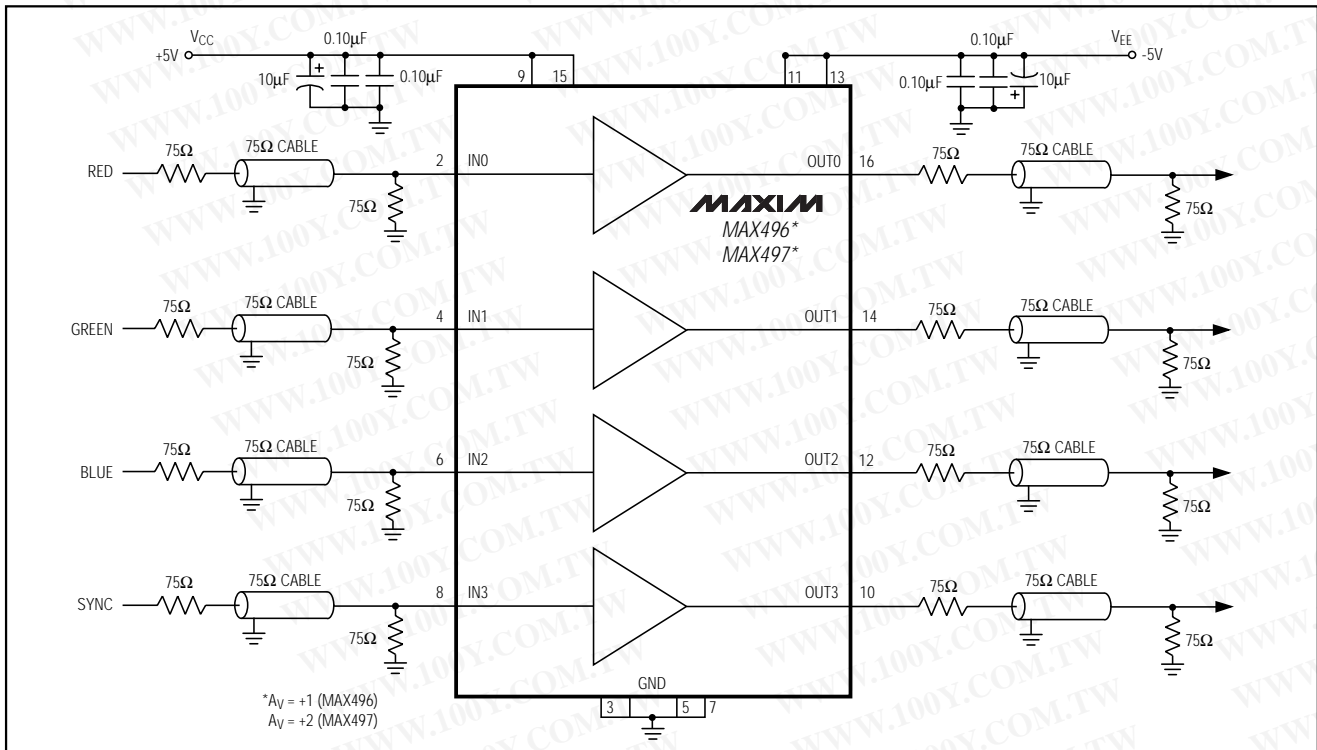 VCC
+5V
0.10µF
10µF
0.10µF
9
15
11
13
0.10µF
0.10µF
10µF
VEE
-5V
RED
75Ω
75Ω CABLE
75Ω
2
IN0
OUT0
16
75Ω
75Ω CABLE
75Ω
MAXIM
MAX496*
MAX497*
GREEN
75Ω
75Ω CABLE
75Ω
4
IN1
OUT1
14
75Ω
75Ω CABLE
75Ω
BLUE
75Ω
75Ω CABLE
75Ω
6
IN2
OUT2
12
75Ω
75Ω CABLE
75Ω
SYNC
75Ω
75Ω CABLE
75Ω
8
IN3
OUT3
10
75Ω
75Ω CABLE
75Ω
GND
3
5
7
*AV = +1 (MAX496)
AV = +2 (MAX497)
WWW.100Y.COM.TW